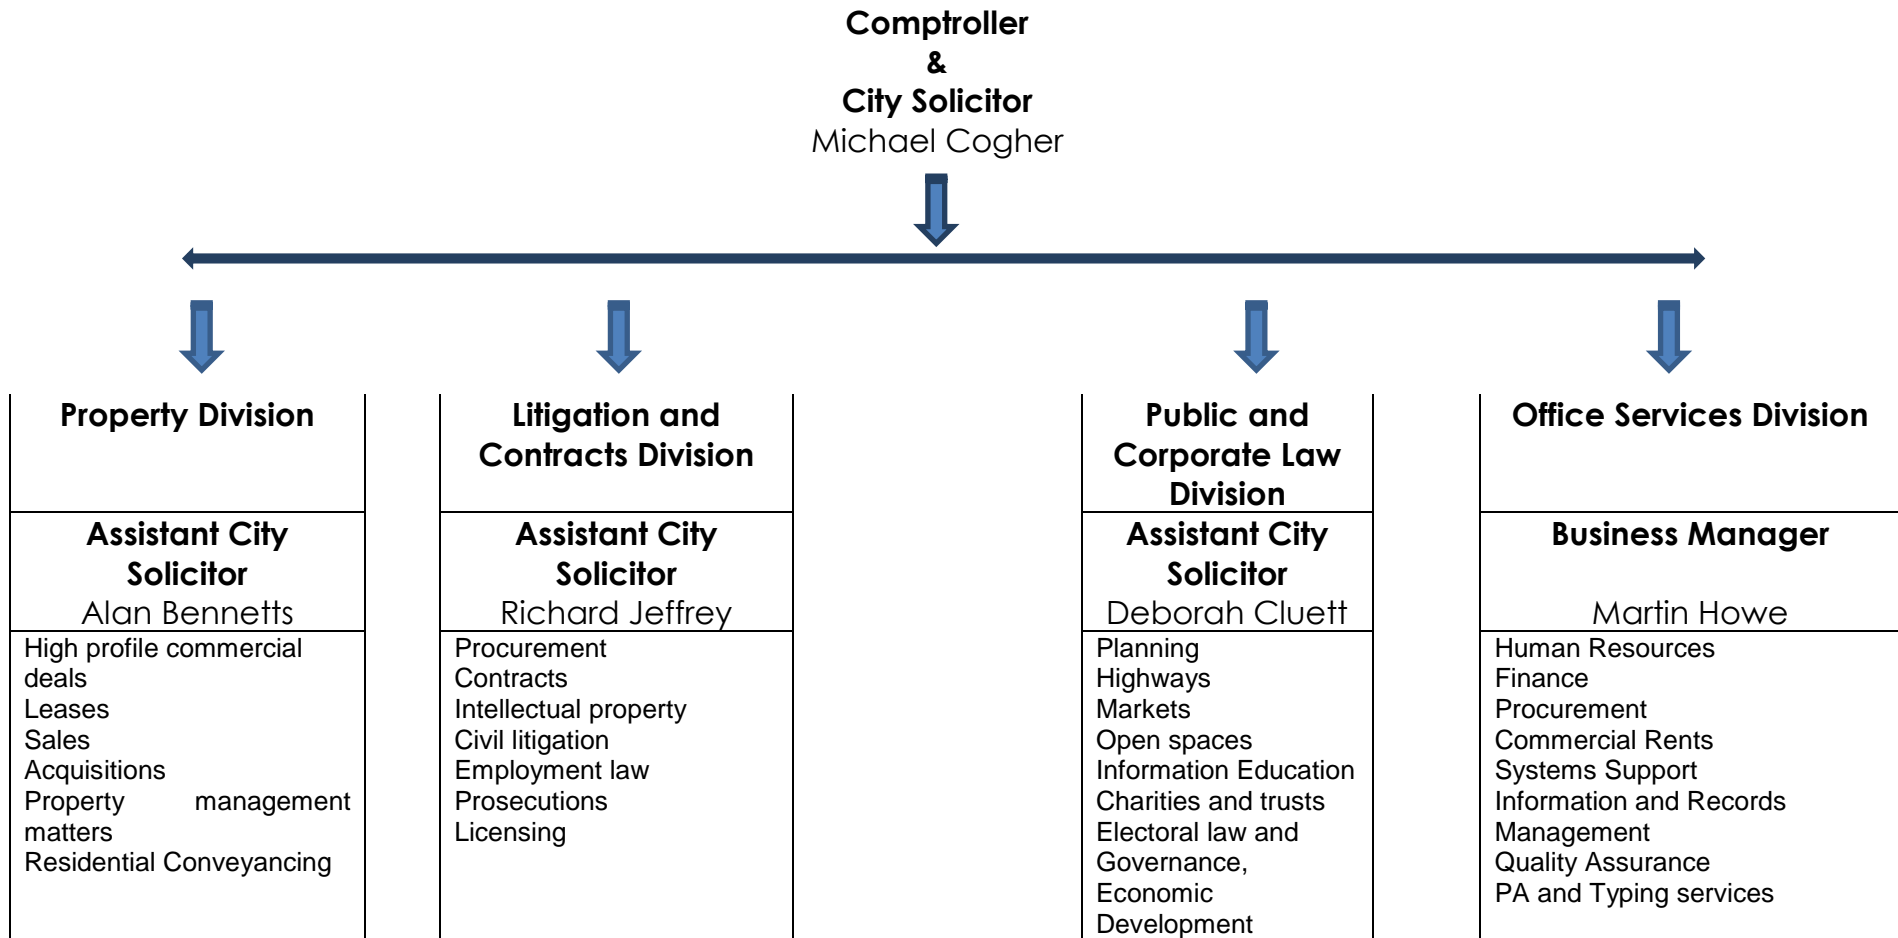 Comptroller
&
City Solicitor
Michael Cogher
Property Division
Assistant City
Solicitor
Alan Bennetts
High profile commercial
deals
Leases
Sales
Acquisitions
Property management
matters
Residential Conveyancing
Litigation and
Contracts Division
Assistant City
Solicitor
Richard Jeffrey
Procurement
Contracts
Intellectual property
Civil litigation
Employment law
Prosecutions
Licensing
Public and
Corporate Law
Division
Assistant City
Solicitor
Deborah Cluett
Planning
Highways
Markets
Open spaces
Information Education
Charities and trusts
Electoral law and
Governance,
Economic
Development
Office Services Division
Business Manager
Martin Howe
Human Resources
Finance
Procurement
Commercial Rents
Systems Support
Information and Records
Management
Quality Assurance
PA and Typing services